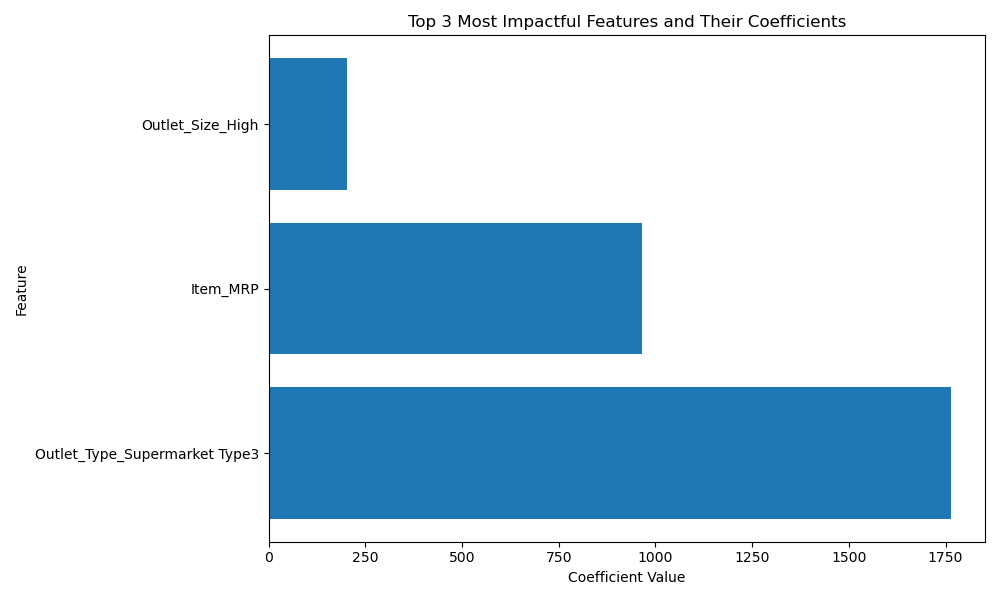 Top 3 Most Impactful Features and Their Coefficients
Feature
Outlet_Size_High
Item_MRP
Outlet_Type_Supermarket Type3
0 250 500 750 1000 1250 1500 1750
Coefficient Value